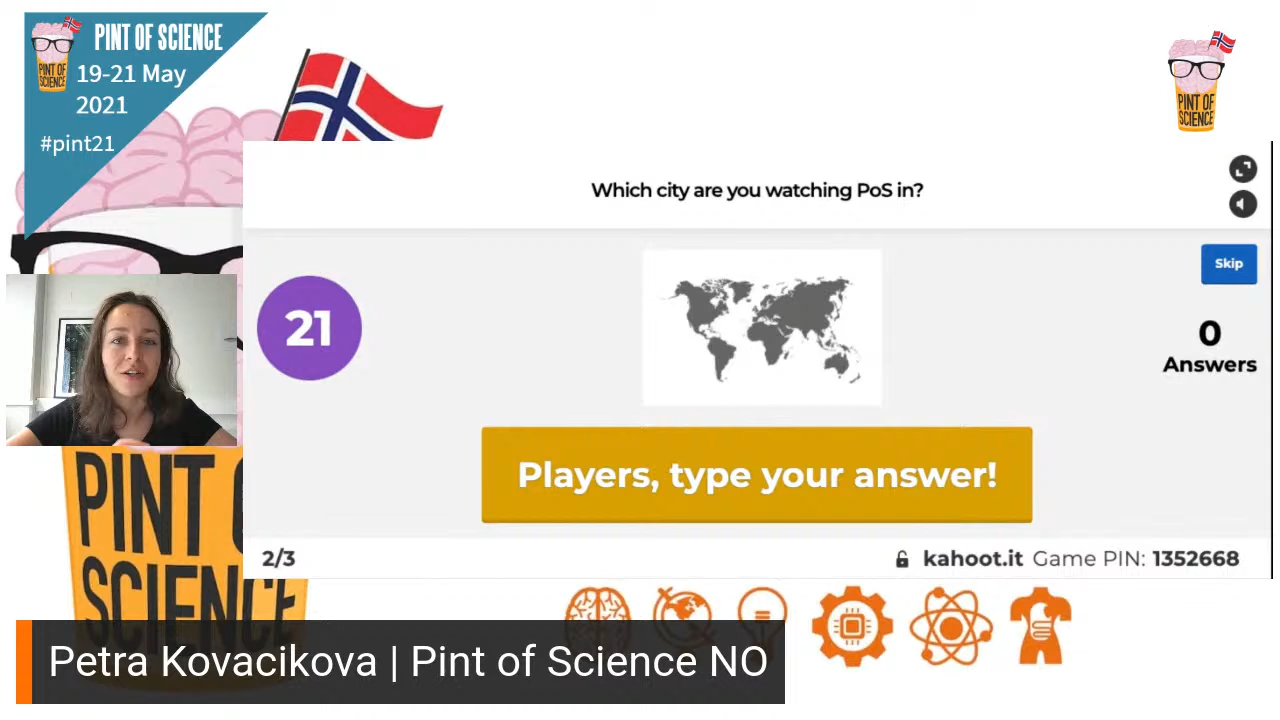 PINT OF SCIENCE
19-21 May
2021
#pint21
PINT OF
SCIENCE
PINT OF
SCIENCE
Which city are you watching PoS in?
Skip
21
0
Answers
Players, type your answer!
2/3
kahoot.it Game PIN: 1352668
PINT
SCIENCE
Petra Kovacikova | Pint of Science NO